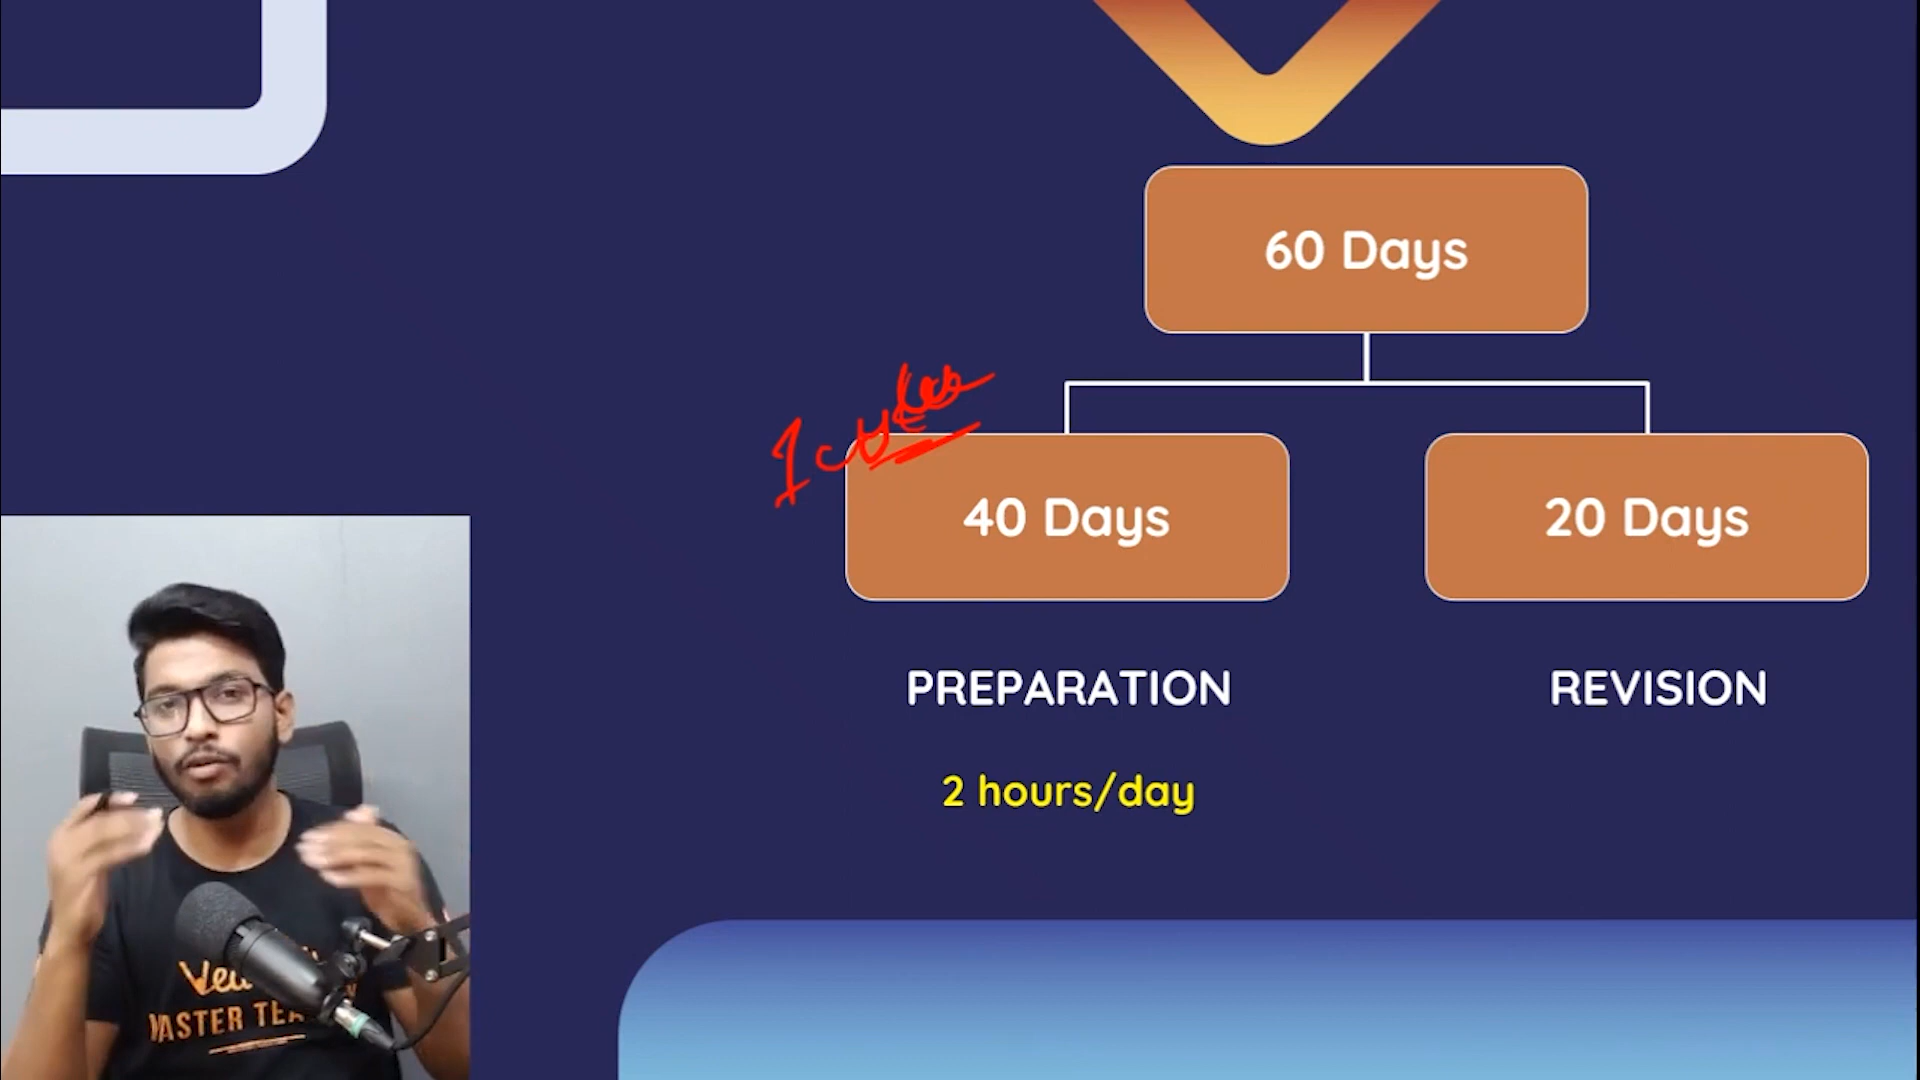 60 Days
40 Days
20 Days
PREPARATION
REVISION
2 hours/day